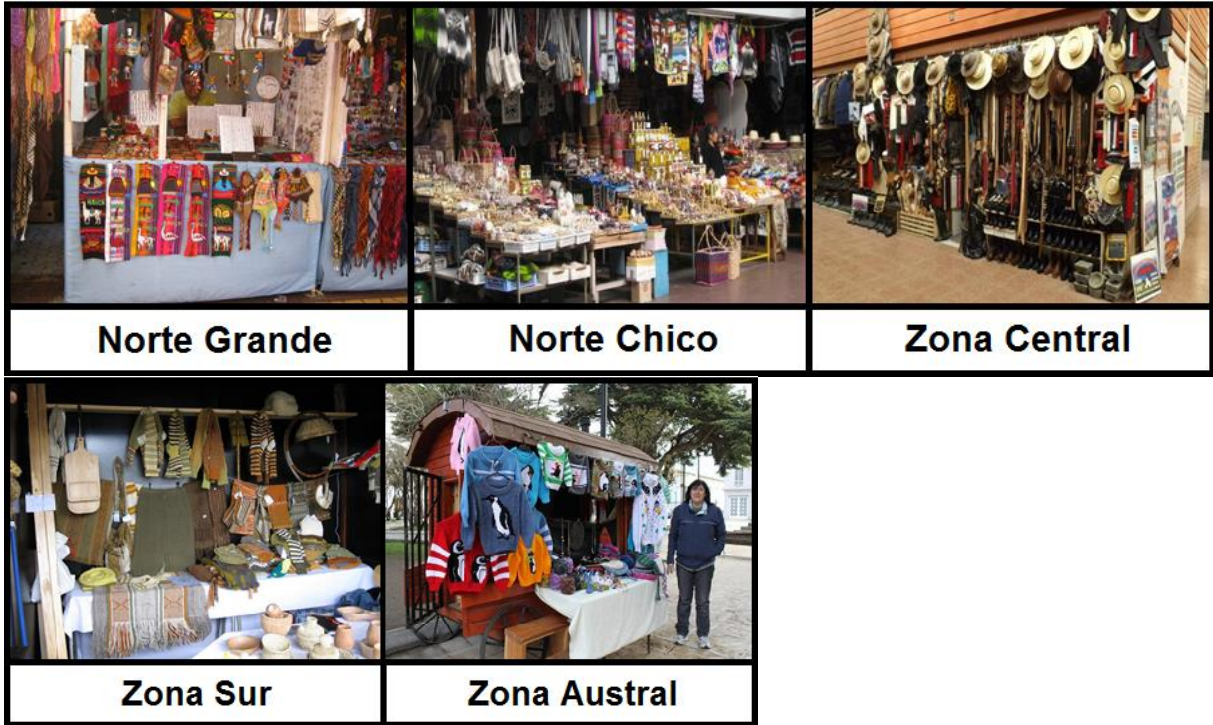 Norte Grande
Norte Chico
Zona Central
Zona Sur
Zona Austral